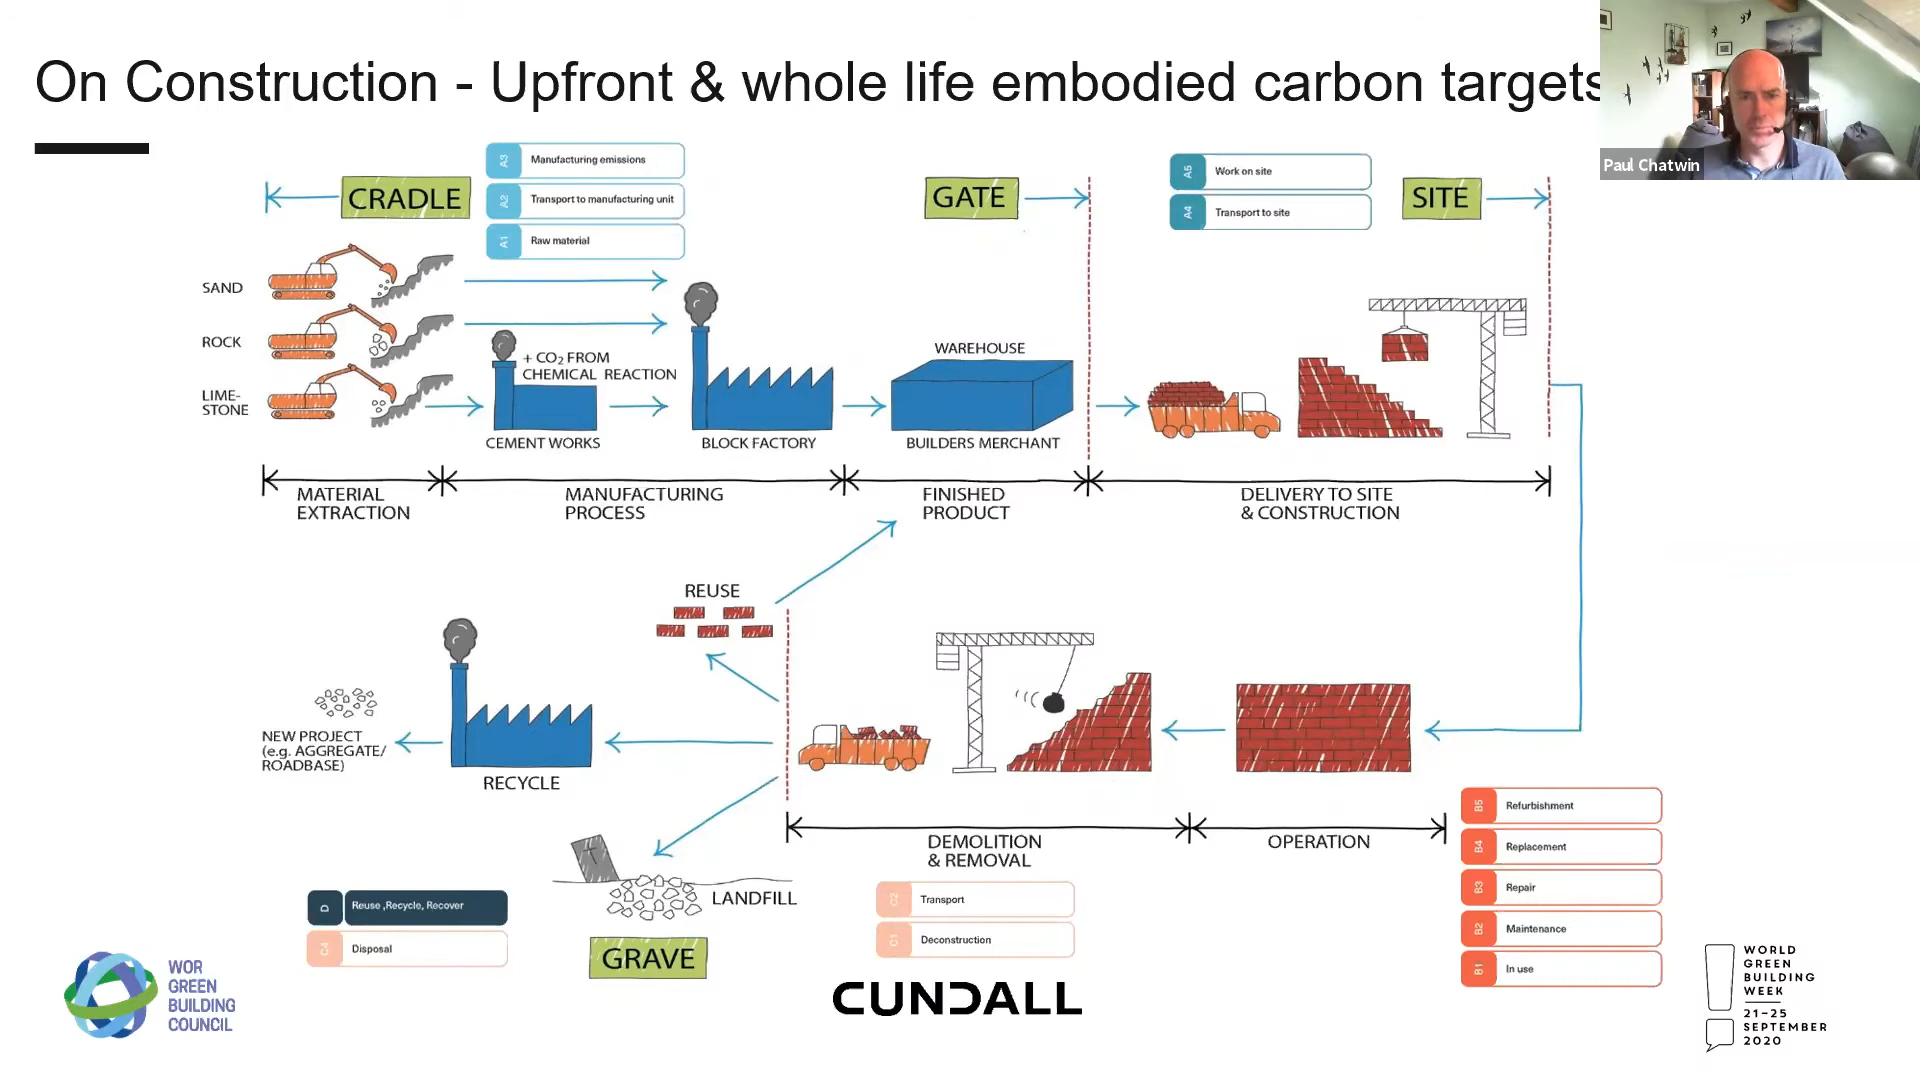 On Construction - Upfront & whole life embodied carbon targets
Paul Chatwin
CRADLE
A3 Manufacturing emissions
A2 Transport to manufacturing unit
A1 Raw material
GATE
A5 Work on site
A4 Transport to site
SITE
SAND
ROCK
LIME-
STONE
+ CO2 FROM
CHEMICAL REACTION
CEMENT WORKS
BLOCK FACTORY
WAREHOUSE
BUILDERS MERCHANT
MATERIAL
EXTRACTION
MANUFACTURING
PROCESS
FINISHED
PRODUCT
DELIVERY TO SITE
& CONSTRUCTION
REUSE
NEW PROJECT
(e.g. AGGREGATE/
ROADBASE)
RECYCLE
LANDFILL
GRAVE
DEMOLITION
& REMOVAL
OPERATION
D Reuse ,Recycle, Recover
C4 Disposal
C2 Transport
C1 Deconstruction
B5 Refurbishment
B4 Replacement
B3 Repair
B2 Maintenance
B1 In use
WOR
GREEN
BUILDING
COUNCIL
CUNDALL
WORLD
GREEN
BUILDING
WEEK
21–25
SEPTEMBER
2020